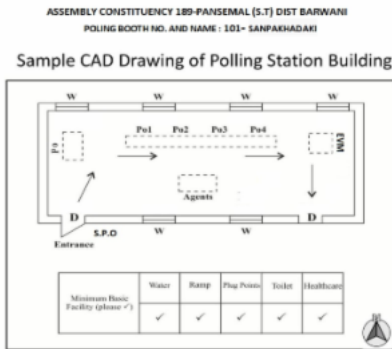 ASSEMBLY CONSTITUENCY 189-PANSEMAL (S.T) DIST BARWANI
POLING BOOTH NO. AND NAME : 101- SANPAKHADAKI
Sample CAD Drawing of Polling Station Building
W W W W
Po
Po1 Po2 Po3 Po4
EVM
Agents
D D
S.P.O
Entrance
W W
Minimum Basic Facility (please ✓) Water Ramp Plug Points Toilet Healthcare
✓ ✓ ✓ ✓ ✓